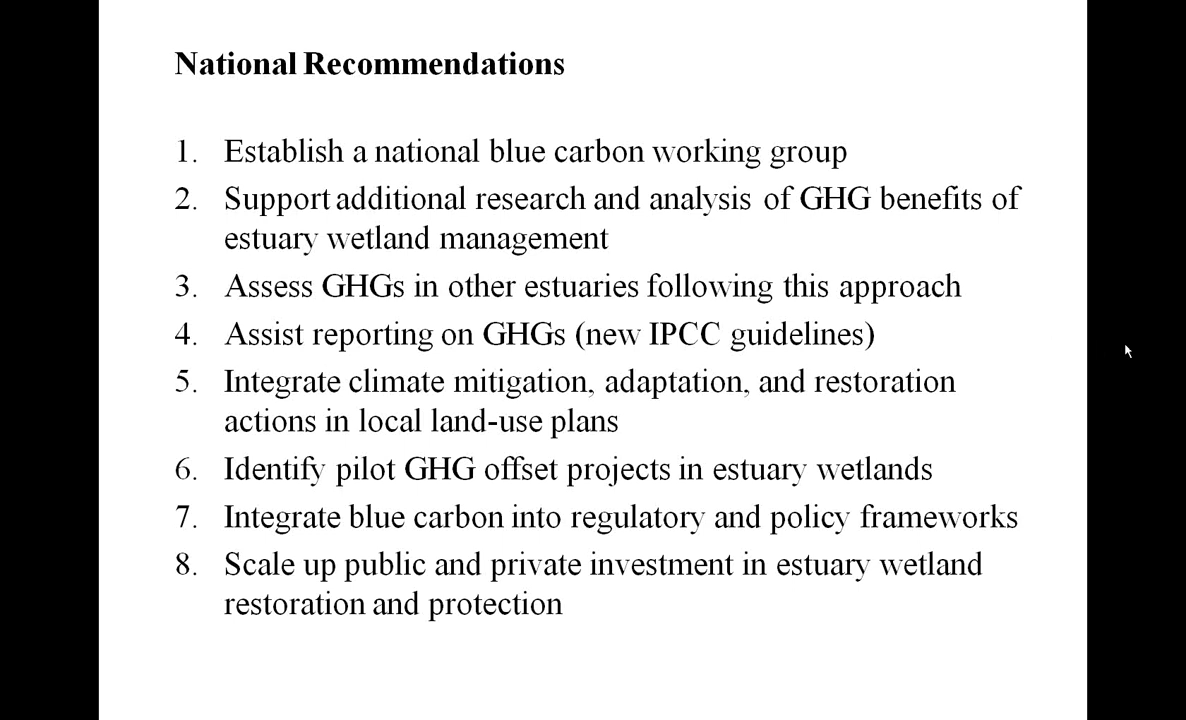 National Recommendations
1. Establish a national blue carbon working group
2. Support additional research and analysis of GHG benefits of
estuary wetland management
3. Assess GHGs in other estuaries following this approach
4. Assist reporting on GHGs (new IPCC guidelines)
5. Integrate climate mitigation, adaptation, and restoration
actions in local land-use plans
6. Identify pilot GHG offset projects in estuary wetlands
7. Integrate blue carbon into regulatory and policy frameworks
8. Scale up public and private investment in estuary wetland
restoration and protection